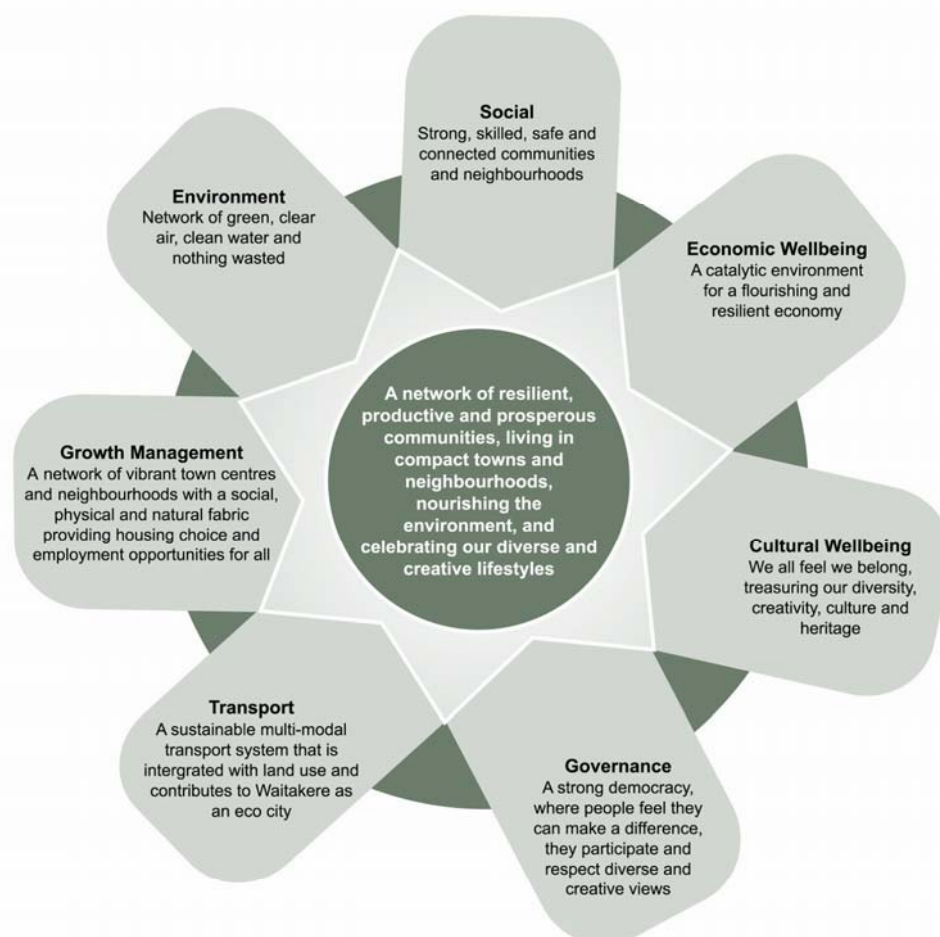 Social
Strong, skilled, safe and
connected communities
and neighbourhoods
Economic Wellbeing
A catalytic environment
for a flourishing and
resilient economy
Cultural Wellbeing
We all feel we belong,
treasuring our diversity,
creativity, culture and
heritage
Governance
A strong democracy,
where people feel they
can make a difference,
they participate and
respect diverse and
creative views
Transport
A sustainable multi-modal
transport system that is
intergrated with land use and
contributes to Waitakere as
an eco city
Growth Management
A network of vibrant town centres
and neighbourhoods with a social,
physical and natural fabric
providing housing choice and
employment opportunities for all
Environment
Network of green, clear
air, clean water and
nothing wasted
A network of resilient,
productive and prosperous
communities, living in
compact towns and
neighbourhoods,
nourishing the
environment, and
celebrating our diverse and
creative lifestyles